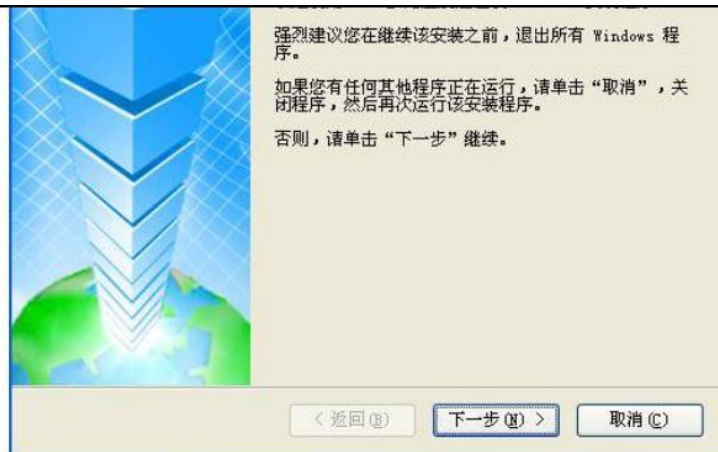 强烈建议您在继续该安装之前，退出所有 Windows 程
序。
如果您有任何其他程序正在运行，请单击“取消”，关
闭程序，然后再次运行该安装程序。
否则，请单击“下一步”继续。
< 返回(B)
下一步(N) >
取消(C)